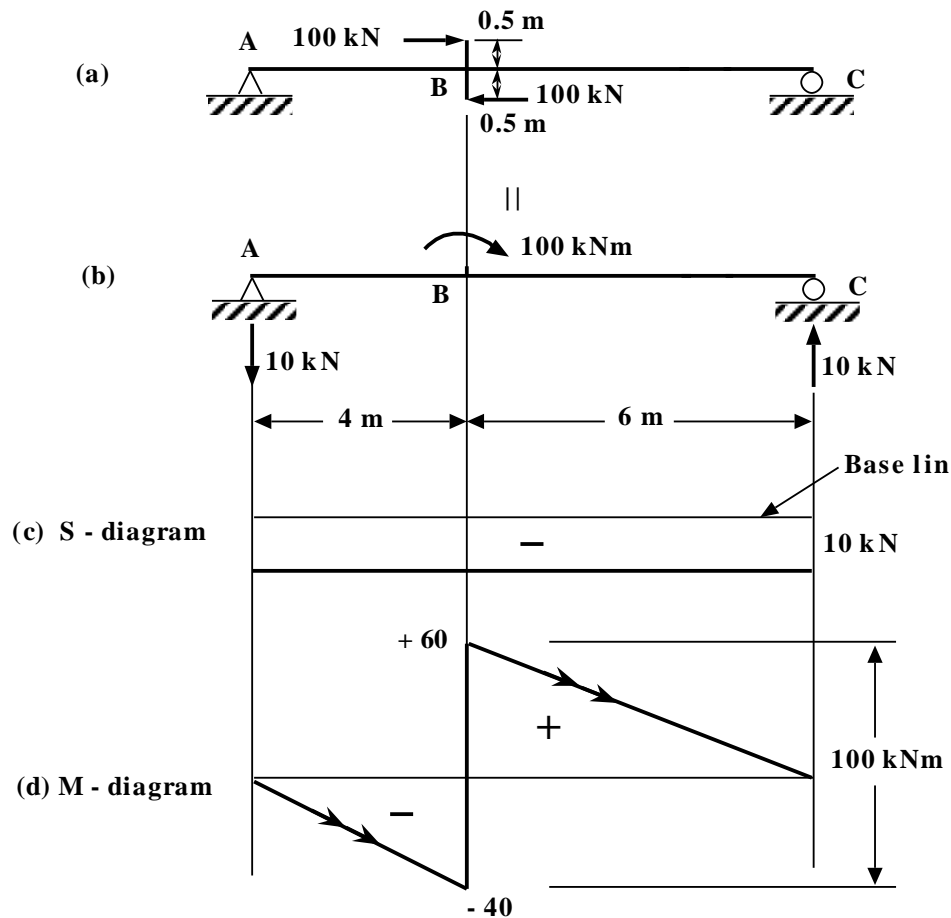 0.5 m
100 kN
A
(a)
B
100 kN
C
0.5 m
||
A
100 kNm
(b)
B
C
10 kN
10 kN
4 m
6 m
Base lin
(c) S - diagram
−
10 kN
+ 60
+
100 kNm
(d) M - diagram
−
- 40